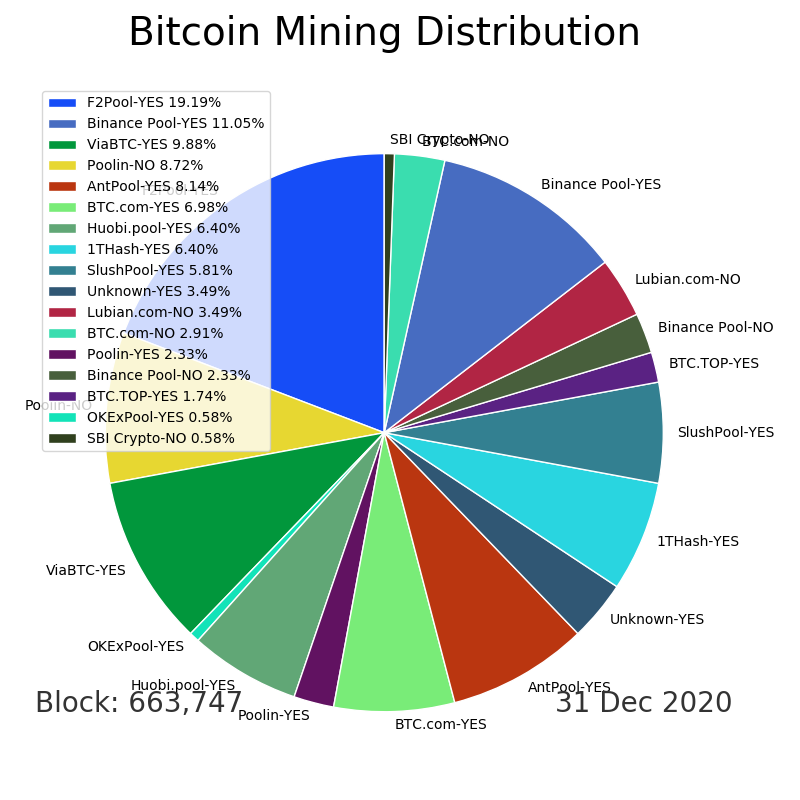 Bitcoin Mining Distribution
F2Pool-YES 19.19%
Binance Pool-YES 11.05%
ViaBTC-YES 9.88%
Poolin-NO 8.72%
AntPool-YES 8.14%
BTC.com-YES 6.98%
Huobi.pool-YES 6.40%
1THash-YES 6.40%
SlushPool-YES 5.81%
Unknown-YES 3.49%
Lubian.com-NO 3.49%
BTC.com-NO 2.91%
Poolin-YES 2.33%
Binance Pool-NO 2.33%
BTC.TOP-YES 1.74%
OKExPool-YES 0.58%
SBI Crypto-NO 0.58%
SBI Crypto-NO
BTC.com-NO
Binance Pool-YES
F2Pool-YES
Lubian.com-NO
Binance Pool-NO
BTC.TOP-YES
Poolin-NO
SlushPool-YES
1THash-YES
ViaBTC-YES
Unknown-YES
OKExPool-YES
Huobi.pool-YES
AntPool-YES
Poolin-YES
BTC.com-YES
Block: 663,747
31 Dec 2020